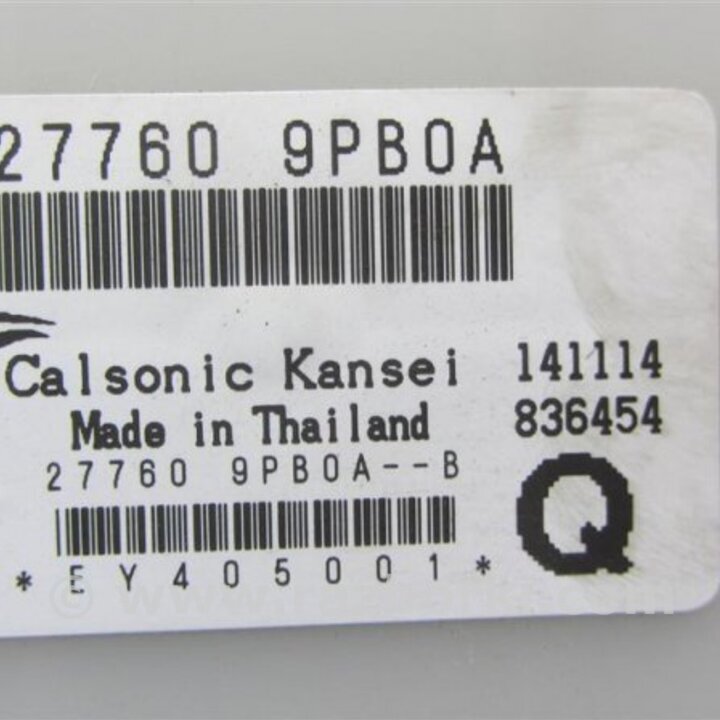 27760 9PB0A
Calsonic Kansei 141114
Made in Thailand 836454
27760 9PB0A--B
Q
*EY405001*